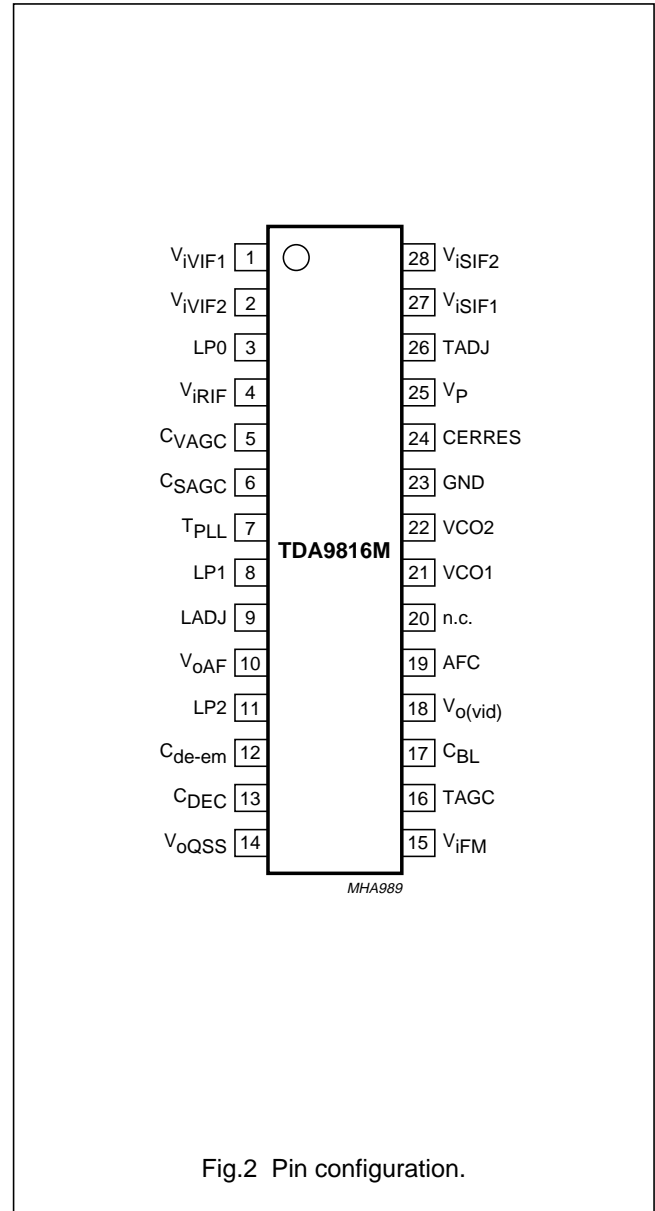 V_iVIF1 1 28 V_iSIF2
V_iVIF2 2 27 V_iSIF1
LP0 3 26 TADJ
V_iRIF 4 25 V_P
C_VAGC 5 24 CERRES
C_SAGC 6 23 GND
T_PLL 7 22 VCO2
TDA9816M
LP1 8 21 VCO1
LADJ 9 20 n.c.
V_oAF 10 19 AFC
LP2 11 18 V_o(vid)
C_de-em 12 17 C_BL
C_DEC 13 16 TAGC
V_oQSS 14 15 V_iFM
MHA989
Fig.2 Pin configuration.